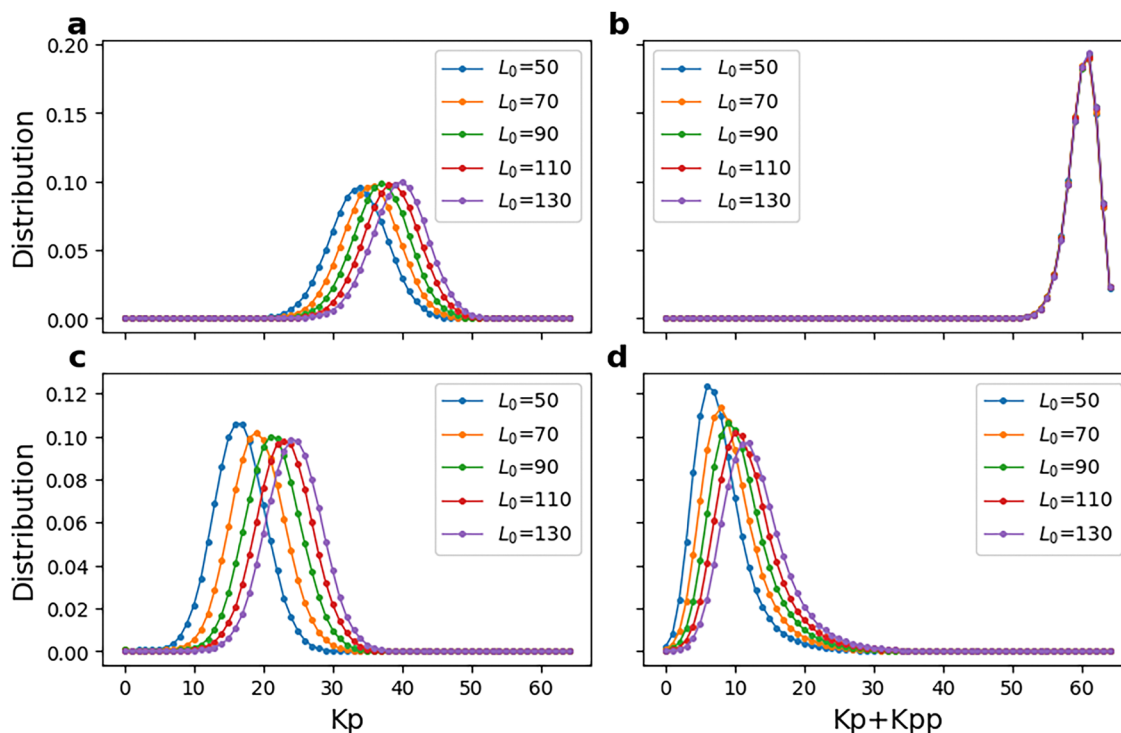 a
b
Distribution
0.20
0.15
0.10
0.05
0.00
L₀=50
L₀=70
L₀=90
L₀=110
L₀=130
L₀=50
L₀=70
L₀=90
L₀=110
L₀=130
c
d
Distribution
0.12
0.10
0.08
0.06
0.04
0.02
0.00
L₀=50
L₀=70
L₀=90
L₀=110
L₀=130
L₀=50
L₀=70
L₀=90
L₀=110
L₀=130
0 10 20 30 40 50 60
0 10 20 30 40 50 60
Kp
Kp+Kpp